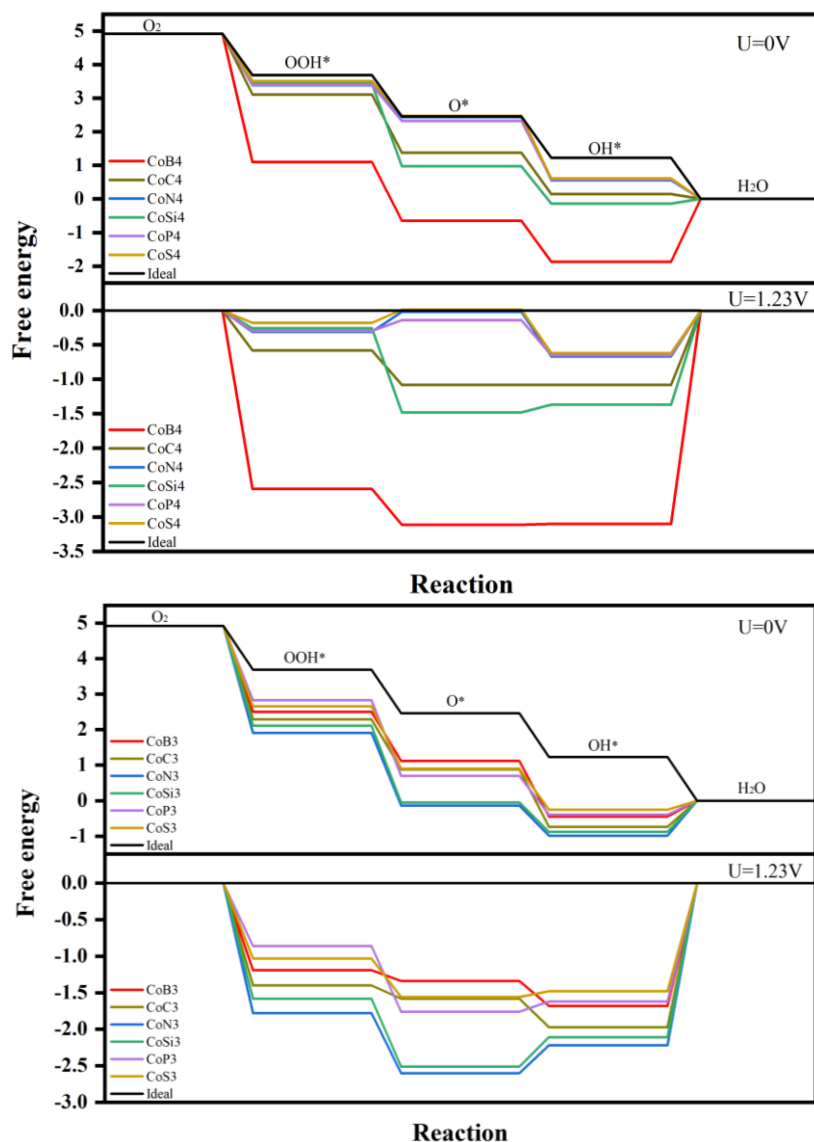 O₂
U=0V
OOH*
O*
OH*
H₂O
5
4
3
2
1
0
-1
-2
CoB4
CoC4
CoN4
CoSi4
CoP4
CoS4
Ideal
Free energy
U=1.23V
0.0
-0.5
-1.0
-1.5
-2.0
-2.5
-3.0
-3.5
CoB4
CoC4
CoN4
CoSi4
CoP4
CoS4
Ideal
Reaction
O₂
U=0V
OOH*
O*
OH*
H₂O
5
4
3
2
1
0
-1
CoB3
CoC3
CoN3
CoSi3
CoP3
CoS3
Ideal
Free energy
U=1.23V
0.0
-0.5
-1.0
-1.5
-2.0
-2.5
-3.0
CoB3
CoC3
CoN3
CoSi3
CoP3
CoS3
Ideal
Reaction